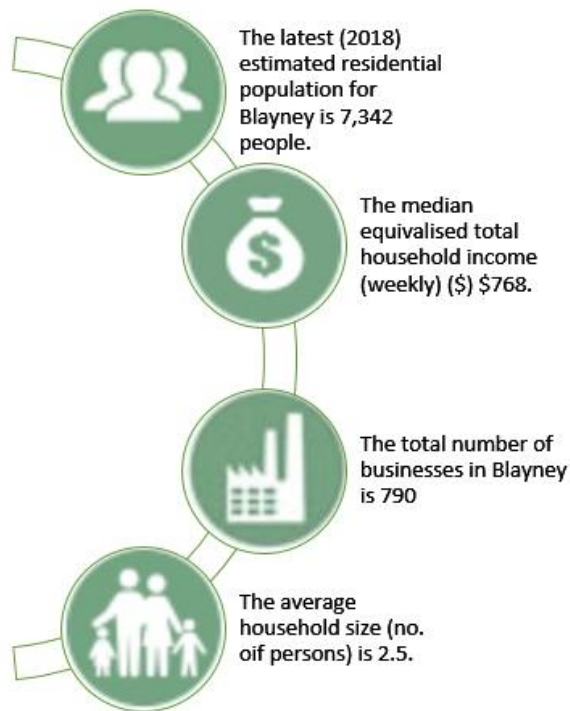 The latest (2018)
estimated residential
population for
Blayney is 7,342
people.
$
The median
equivalised total
household income
(weekly) ($) $768.
The total number of
businesses in Blayney
is 790
The average
household size (no.
oif persons) is 2.5.